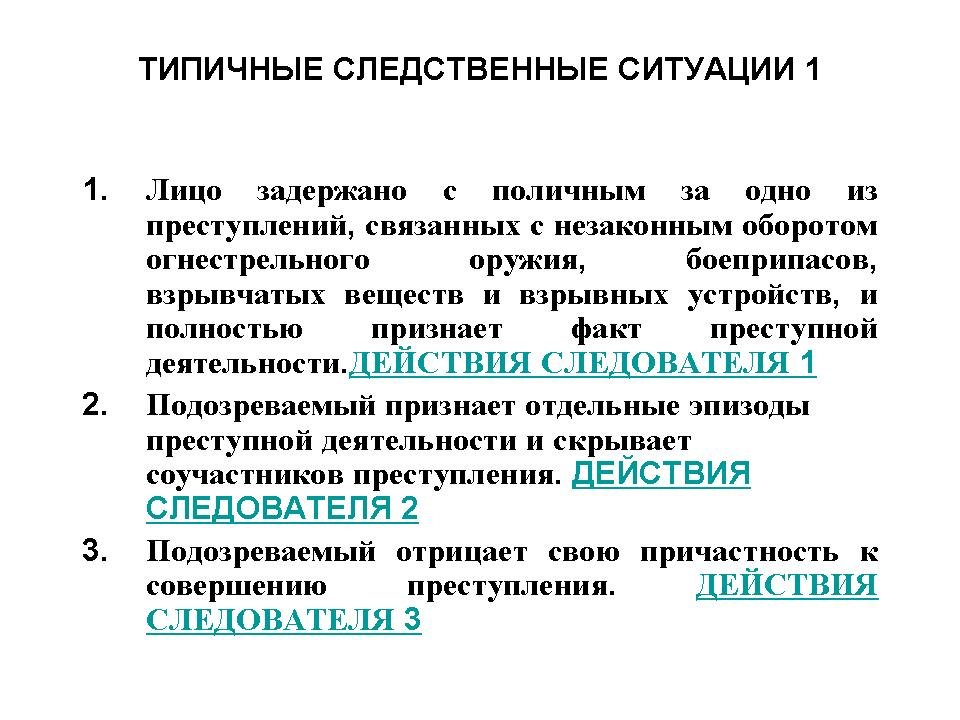 ТИПИЧНЫЕ СЛЕДСТВЕННЫЕ СИТУАЦИИ 1
1. Лицо задержано с поличным за одно из
преступлений, связанных с незаконным оборотом
огнестрельного оружия, боеприпасов,
взрывчатых веществ и взрывных устройств, и
полностью признает факт преступной
деятельности.ДЕЙСТВИЯ СЛЕДОВАТЕЛЯ 1
2. Подозреваемый признает отдельные эпизоды
преступной деятельности и скрывает
соучастников преступления. ДЕЙСТВИЯ
СЛЕДОВАТЕЛЯ 2
3. Подозреваемый отрицает свою причастность к
совершению преступления. ДЕЙСТВИЯ
СЛЕДОВАТЕЛЯ 3